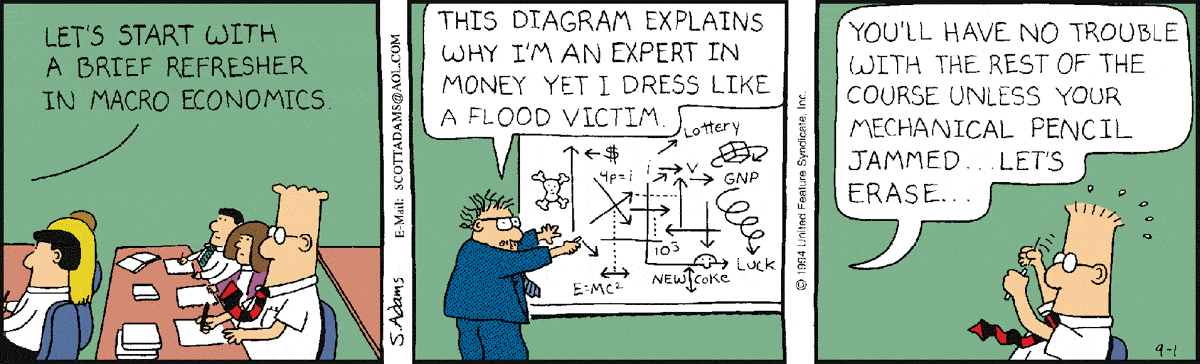 LET'S START WITH
A BRIEF REFRESHER
IN MACRO ECONOMICS.
S. Adams
E-Mail: SCOTTADAMS@AOL.COM
THIS DIAGRAM EXPLAINS
WHY I'M AN EXPERT IN
MONEY YET I DRESS LIKE
A FLOOD VICTIM.
Lottery
$
4P=i
i
V
GNP
10³
E=MC²
NEW COKE
LUCK
© 1994 United Feature Syndicate, Inc.
YOU'LL HAVE NO TROUBLE
WITH THE REST OF THE
COURSE UNLESS YOUR
MECHANICAL PENCIL
JAMMED... LET'S
ERASE...
9-1